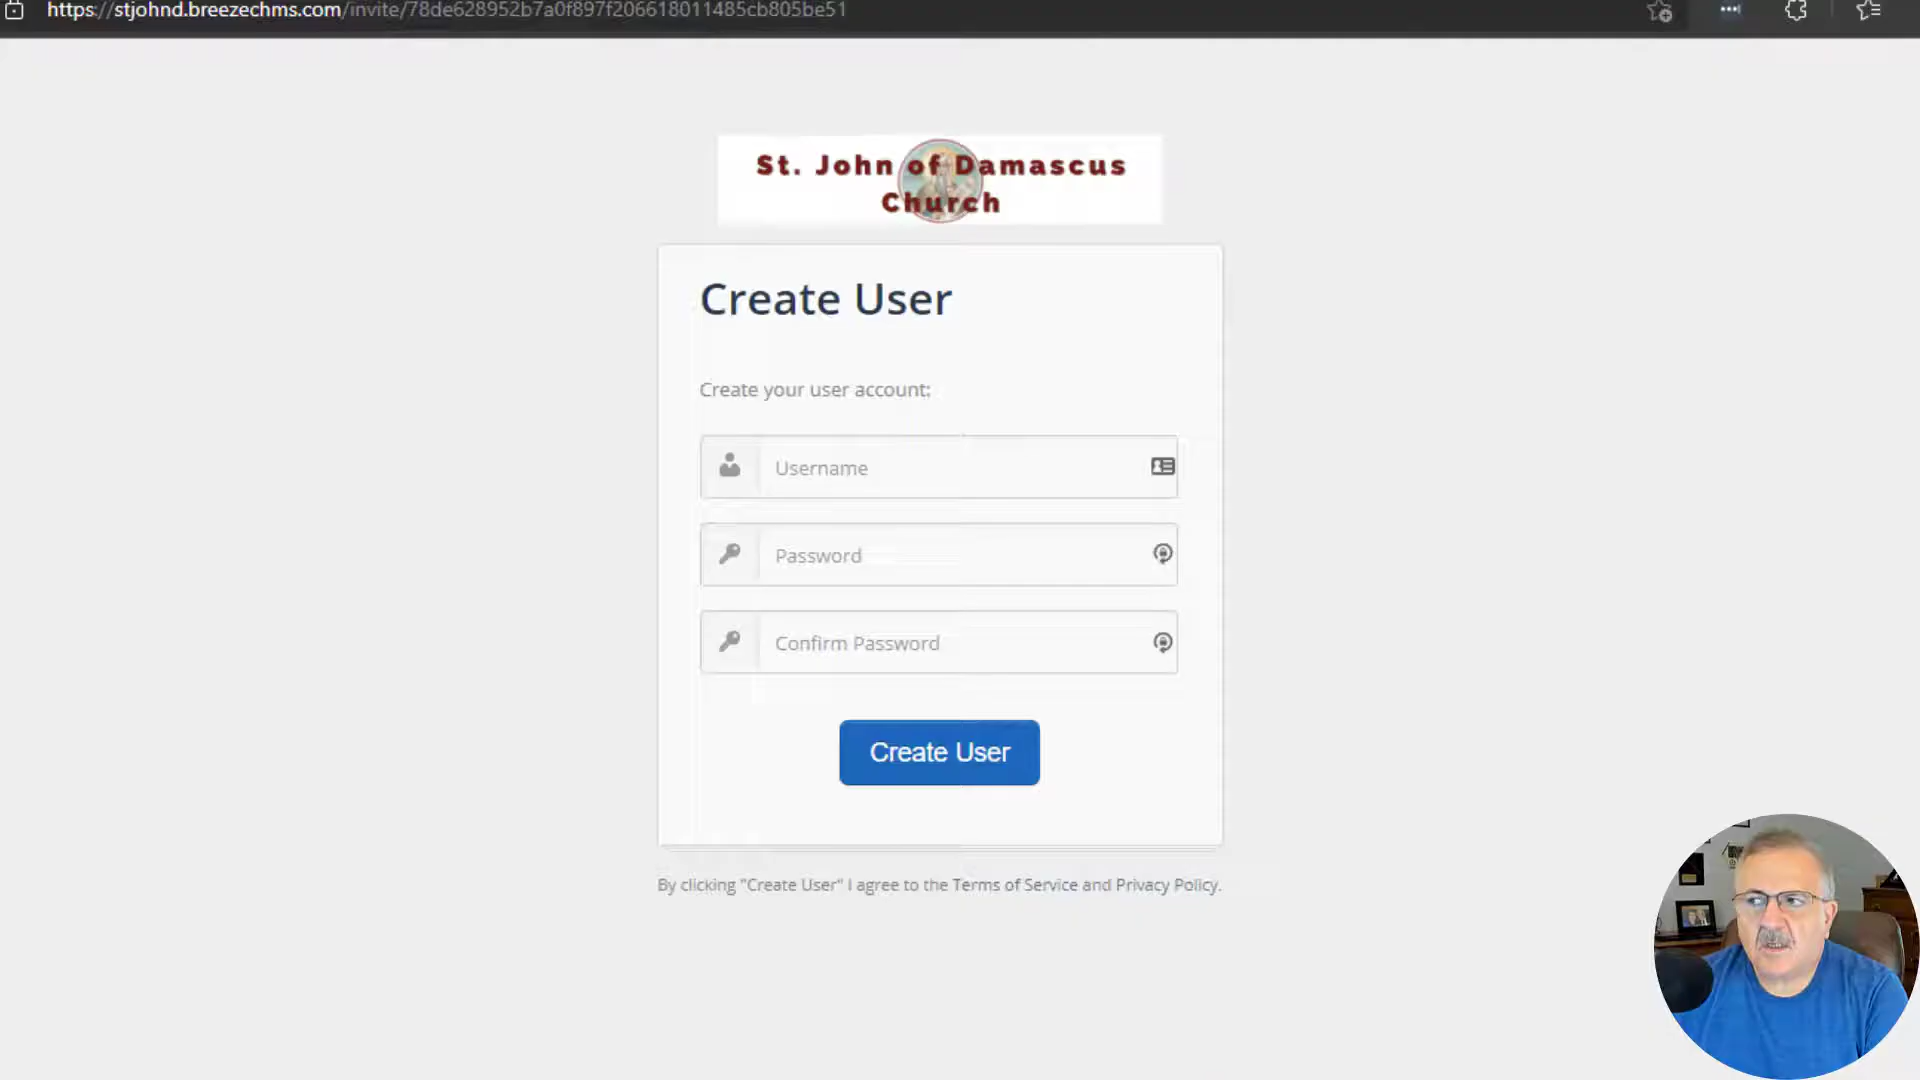 https://stjohnd.breezechms.com/invite/78de628952b7a0f897f206618011485cb805be51
St. John of Damascus
Church
Create User
Create your user account:
Username
Password
Confirm Password
Create User
By clicking "Create User" I agree to the Terms of Service and Privacy Policy.